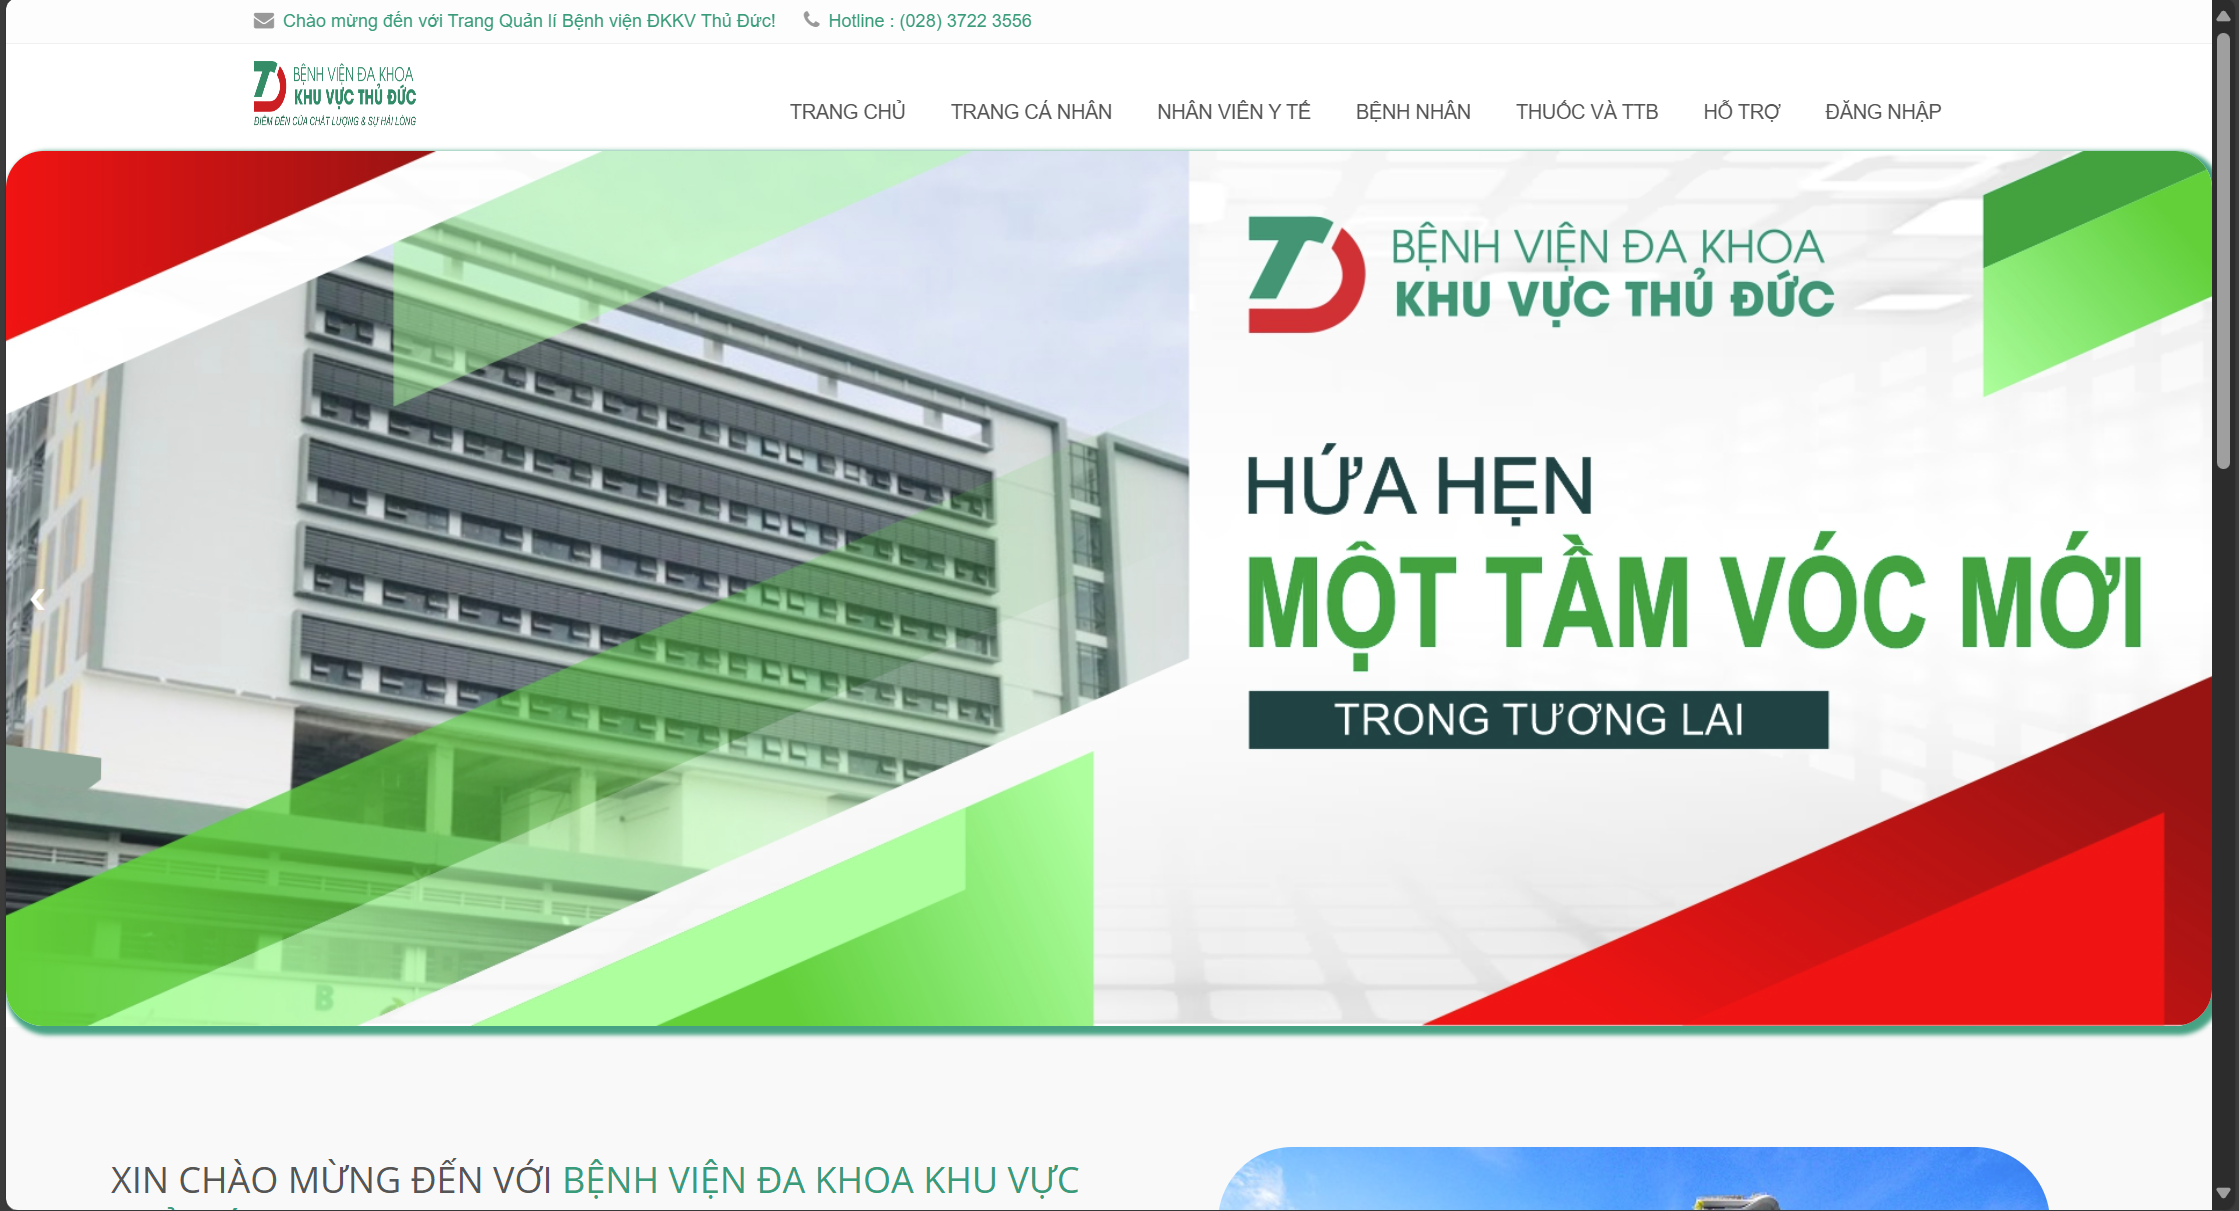 Chào mừng đến với Trang Quản lí Bệnh viện ĐKKV Thủ Đức! Hotline : (028) 3722 3556
BỆNH VIỆN ĐA KHOA
KHU VỰC THỦ ĐỨC
ĐIỂM ĐẾN CỦA CHẤT LƯỢNG & SỰ HÀI LÒNG
TRANG CHỦ TRANG CÁ NHÂN NHÂN VIÊN Y TẾ BỆNH NHÂN THUỐC VÀ TTB HỖ TRỢ ĐĂNG NHẬP
BỆNH VIỆN ĐA KHOA
KHU VỰC THỦ ĐỨC
HỨA HẸN
MỘT TẦM VÓC MỚI
TRONG TƯƠNG LAI
B
XIN CHÀO MỪNG ĐẾN VỚI BỆNH VIỆN ĐA KHOA KHU VỰC